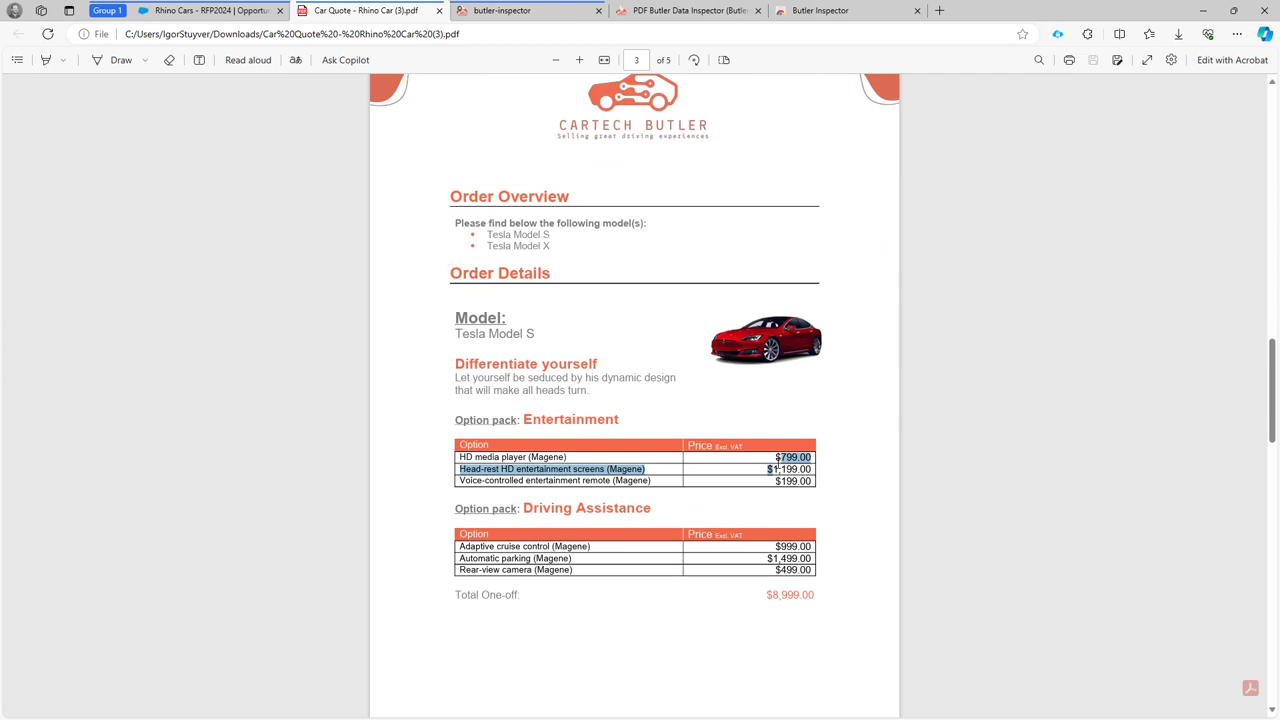 Group 1
Rhino Cars - RFP2024 | Opportu
Car Quote - Rhino Car (3).pdf
butler-inspector
PDF Butler Data Inspector (Butle
Butler Inspector
File
C:/Users/IgorStuyver/Downloads/Car%20Quote%20-%20Rhino%20Car%20(3).pdf
Draw
Read aloud
Ask Copilot
3 of 5
Edit with Acrobat
CARTECH BUTLER
Selling great driving experiences
Order Overview
Please find below the following model(s):
• Tesla Model S
• Tesla Model X
Order Details
Model:
Tesla Model S
Differentiate yourself
Let yourself be seduced by his dynamic design
that will make all heads turn.
Option pack: Entertainment
Option Price Excl. VAT
HD media player (Magene) $799.00
Head-rest HD entertainment screens (Magene) $1,199.00
Voice-controlled entertainment remote (Magene) $199.00
Option pack: Driving Assistance
Option Price Excl. VAT
Adaptive cruise control (Magene) $999.00
Automatic parking (Magene) $1,499.00
Rear-view camera (Magene) $499.00
Total One-off: $8,999.00